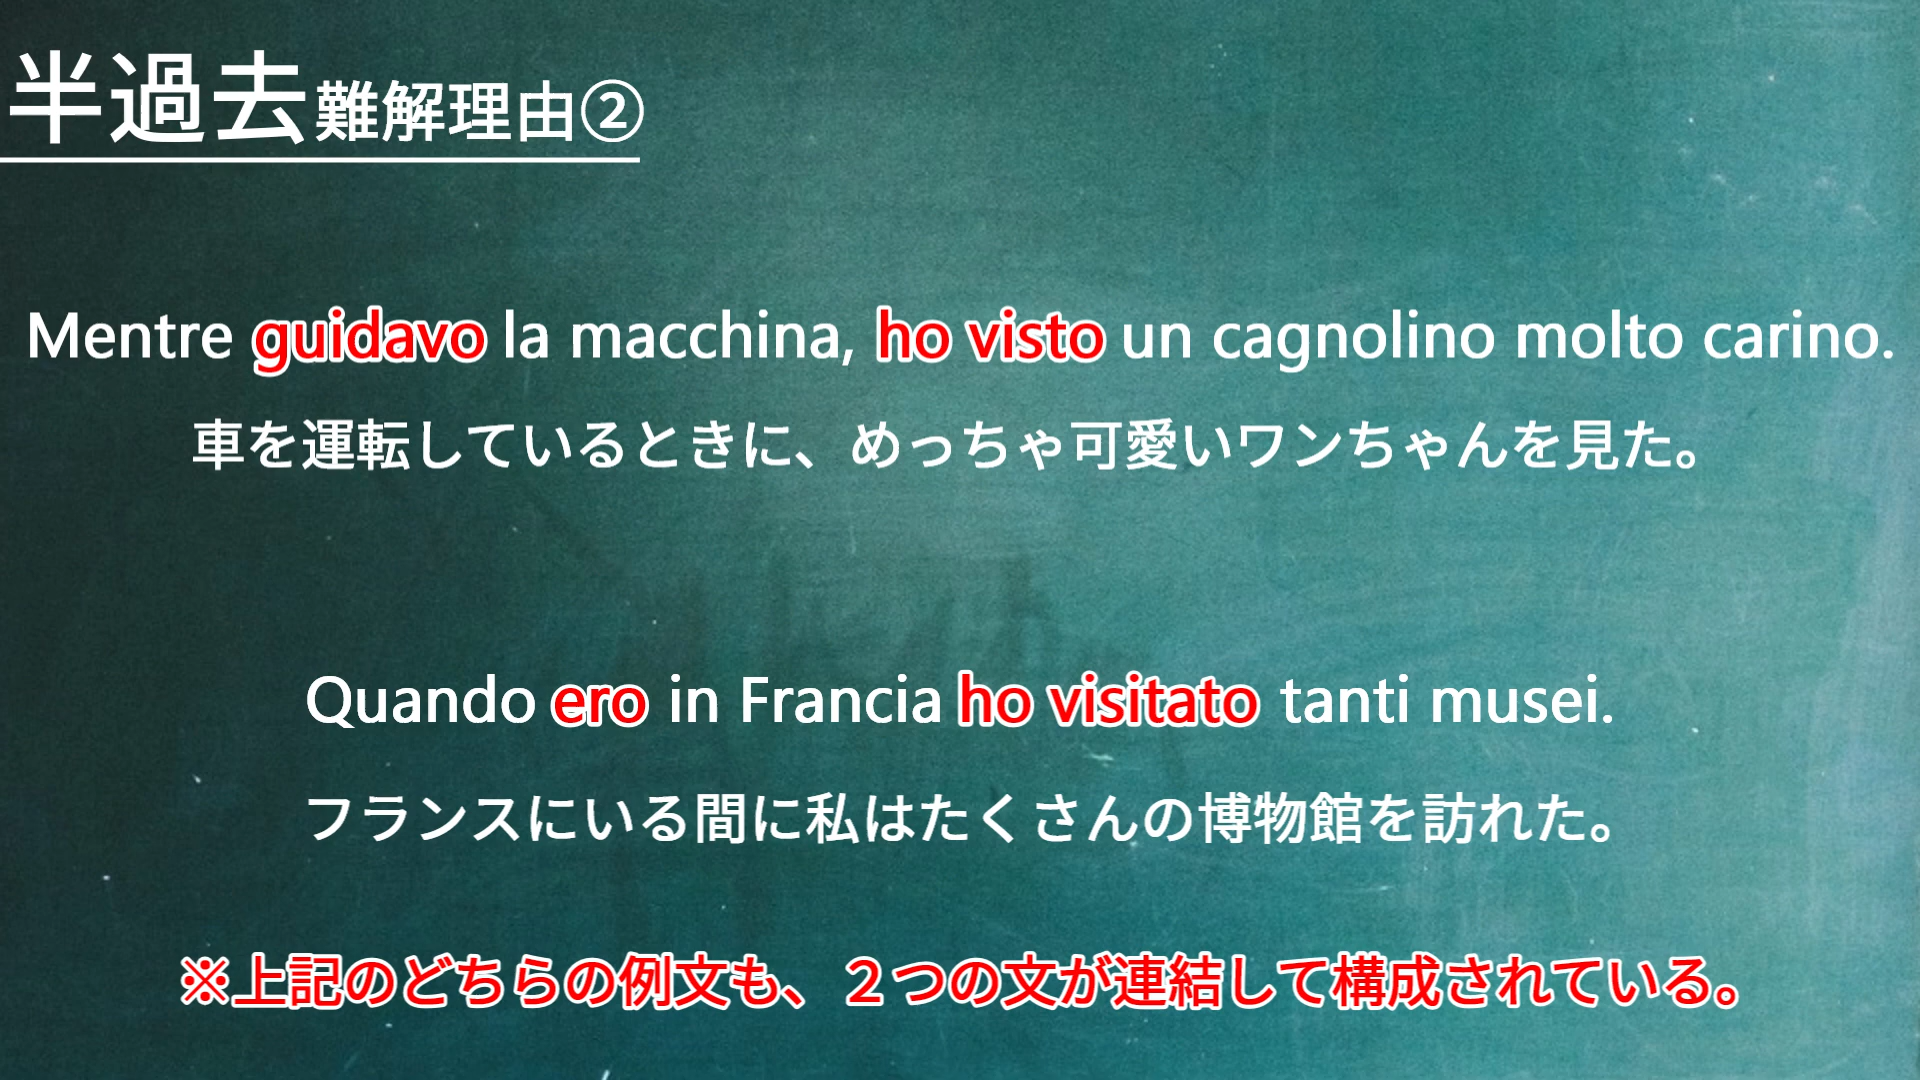 半過去難解理由②
Mentre guidavo la macchina, ho visto un cagnolino molto carino.
車を運転しているときに、めっちゃ可愛いワンちゃんを見た。
Quando ero in Francia ho visitato tanti musei.
フランスにいる間に私はたくさんの博物館を訪れた。
※上記のどちらの例文も、２つの文が連結して構成されている。